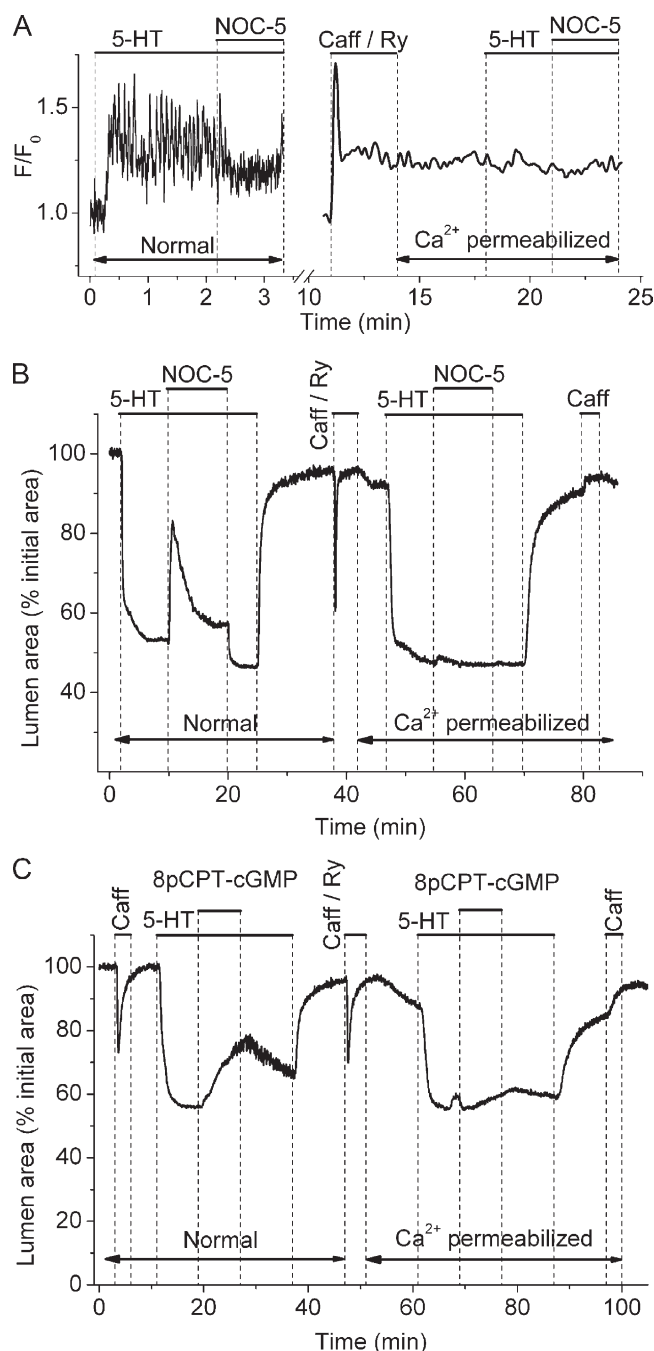 A
NOC-5
5-HT
Caff / Ry
5-HT
NOC-5
1.5
1.0
F/F0
Normal
Ca2+ permeabilized
0 1 2 3 10 15 20 25
Time (min)
B
NOC-5
5-HT
Caff / Ry
NOC-5
5-HT
Caff
100
80
60
40
Lumen area (% initial area)
Normal
Ca2+ permeabilized
0 20 40 60 80
Time (min)
C
8pCPT-cGMP
8pCPT-cGMP
Caff
5-HT
Caff / Ry
5-HT
Caff
100
80
60
40
20
0
Lumen area (% initial area)
Normal
Ca2+ permeabilized
0 20 40 60 80 100
Time (min)